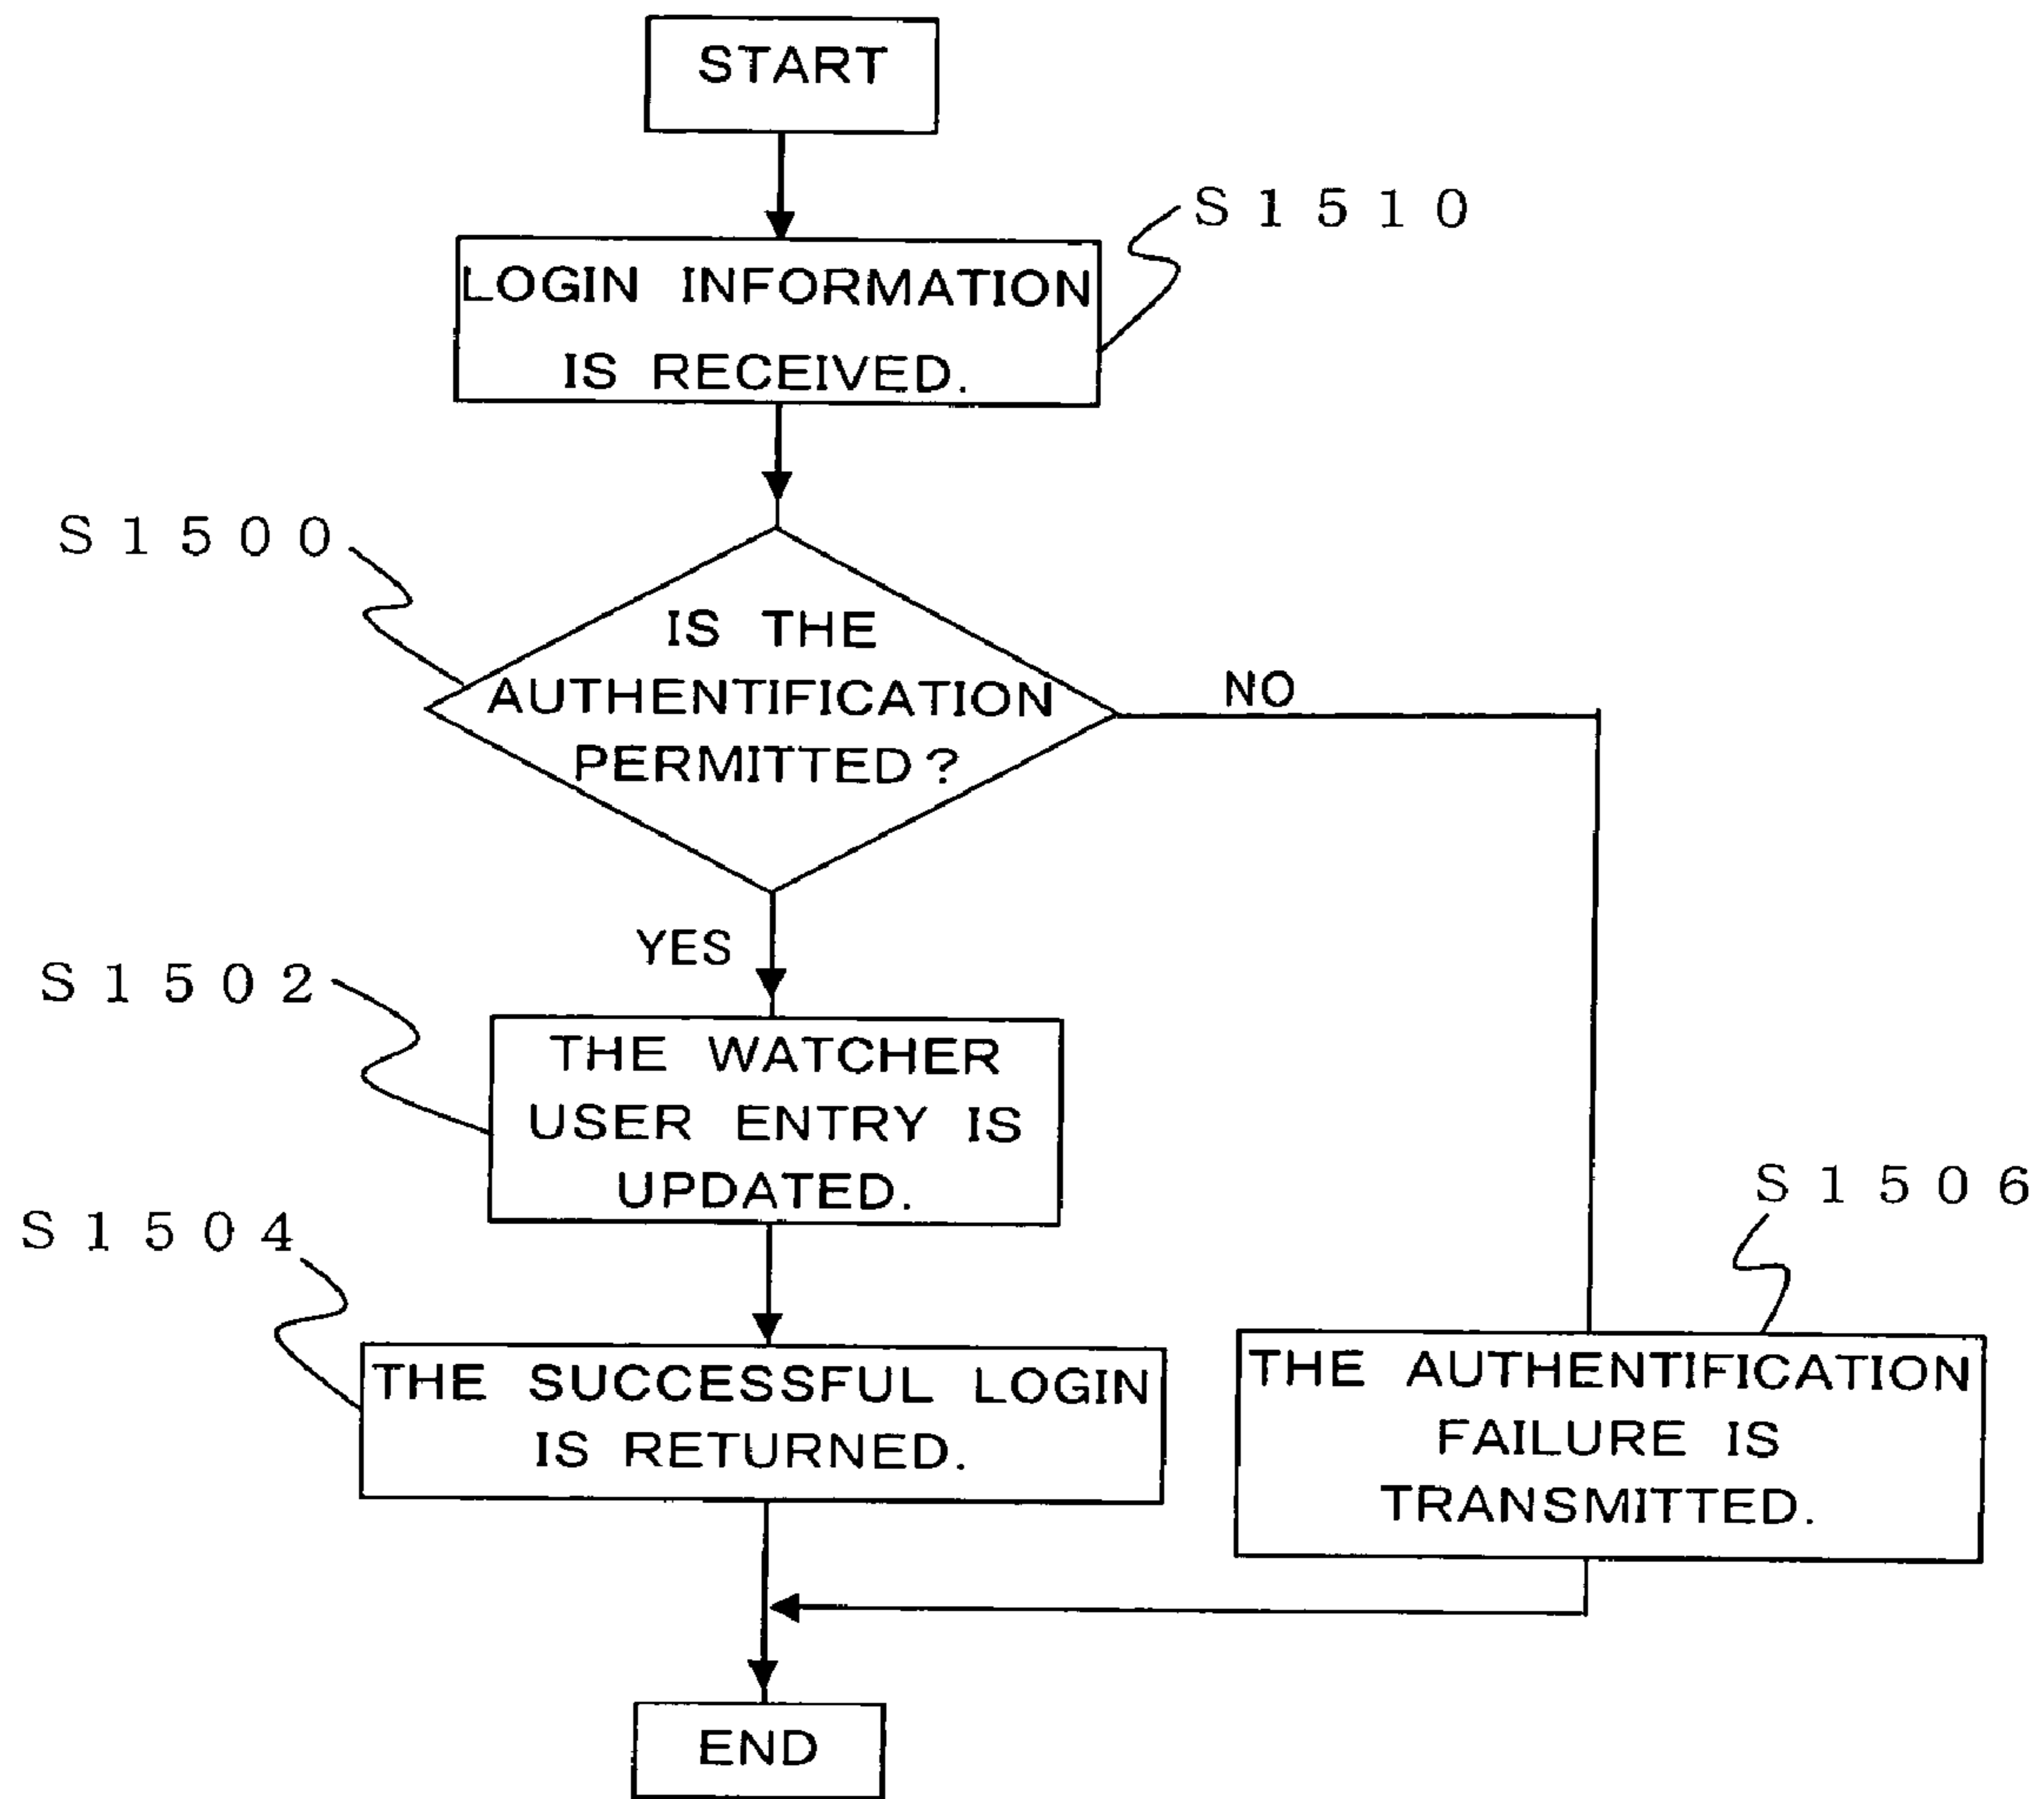 START
S1510
LOGIN INFORMATION
IS RECEIVED.
S1500
IS THE
AUTHENTIFICATION
PERMITTED?
NO
YES
S1502
THE WATCHER
USER ENTRY IS
UPDATED.
S1504
THE SUCCESSFUL LOGIN
IS RETURNED.
S1506
THE AUTHENTIFICATION
FAILURE IS
TRANSMITTED.
END